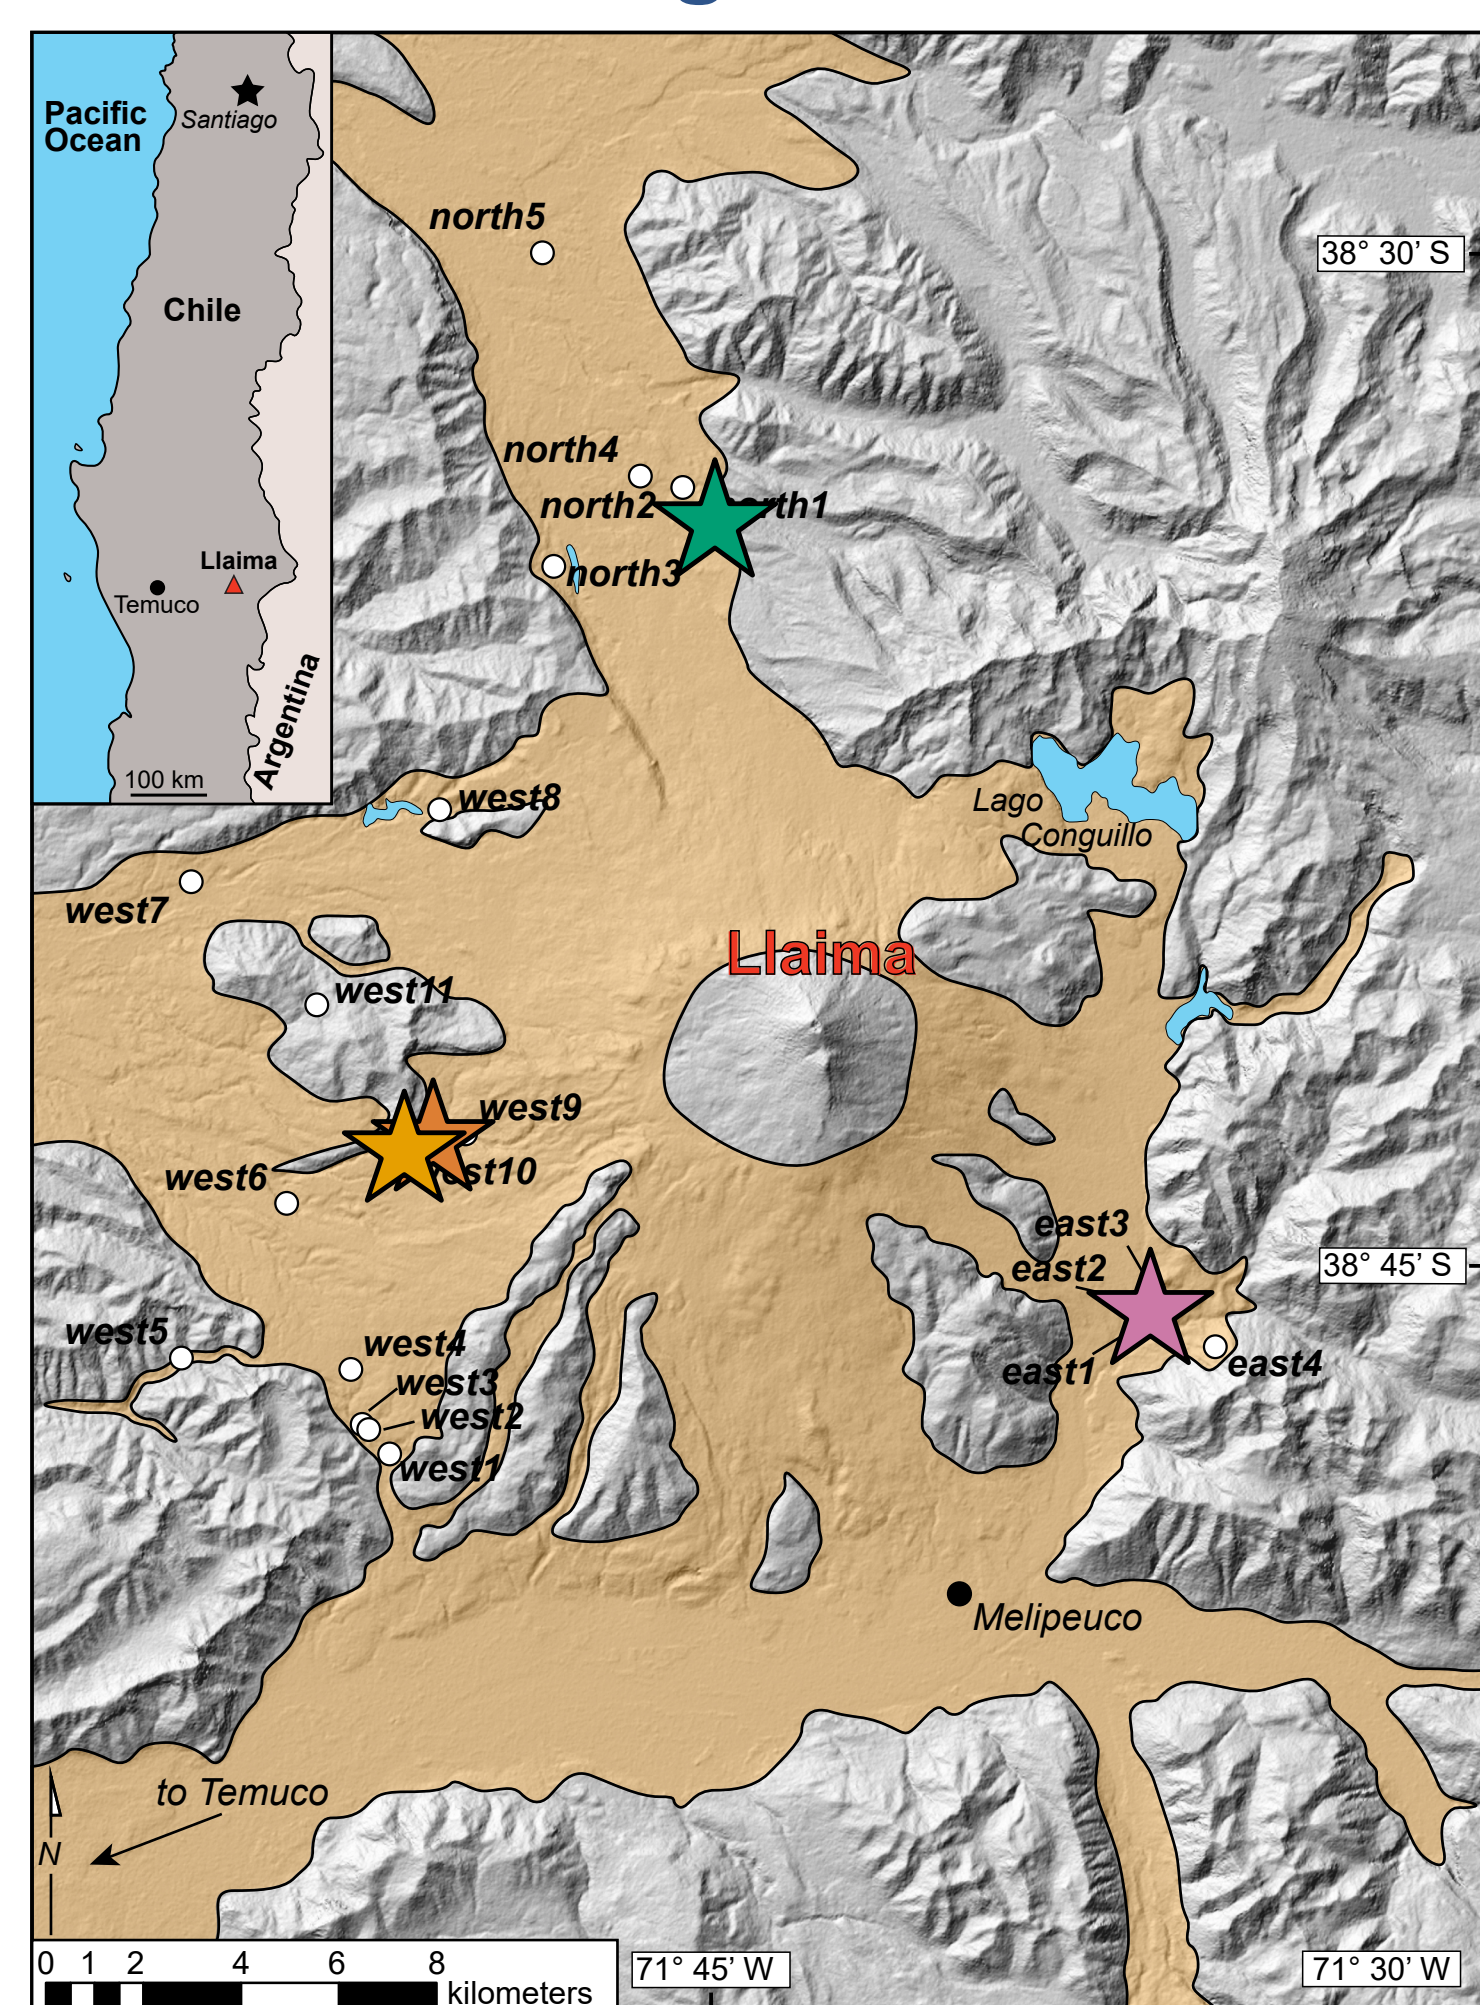 Pacific
Ocean
Santiago
Chile
Llaima
Temuco
Argentina
100 km
north5
38° 30’ S
north4
north2
north3
west8
Lago
Conguillo
west7
Llaima
west11
west9
west6
east3
east2
38° 45’ S
west5
west4
west3
east1
east4
west2
west1
Melipeuco
to Temuco
N
0 1 2 4 6 8
kilometers
71° 45’ W
71° 30’ W